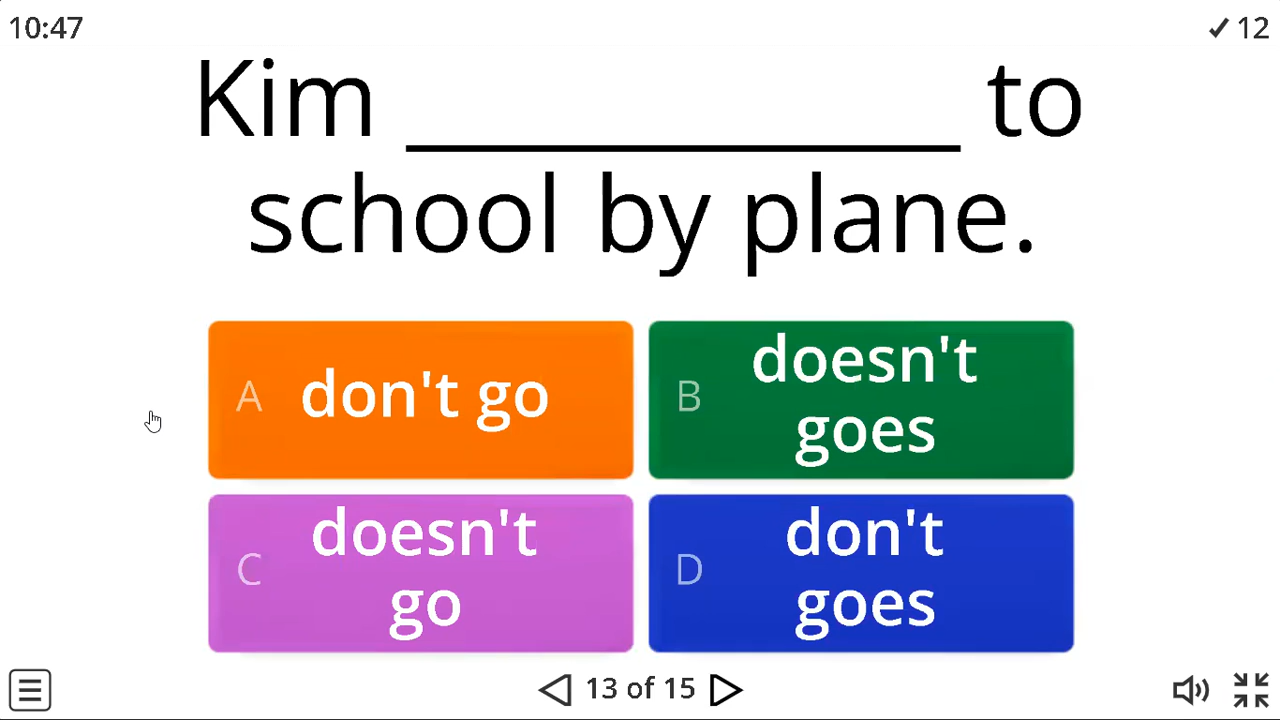 10:47
✓ 12
Kim ___________ to
school by plane.
A don't go
B doesn't
goes
C doesn't
go
D don't
goes
13 of 15